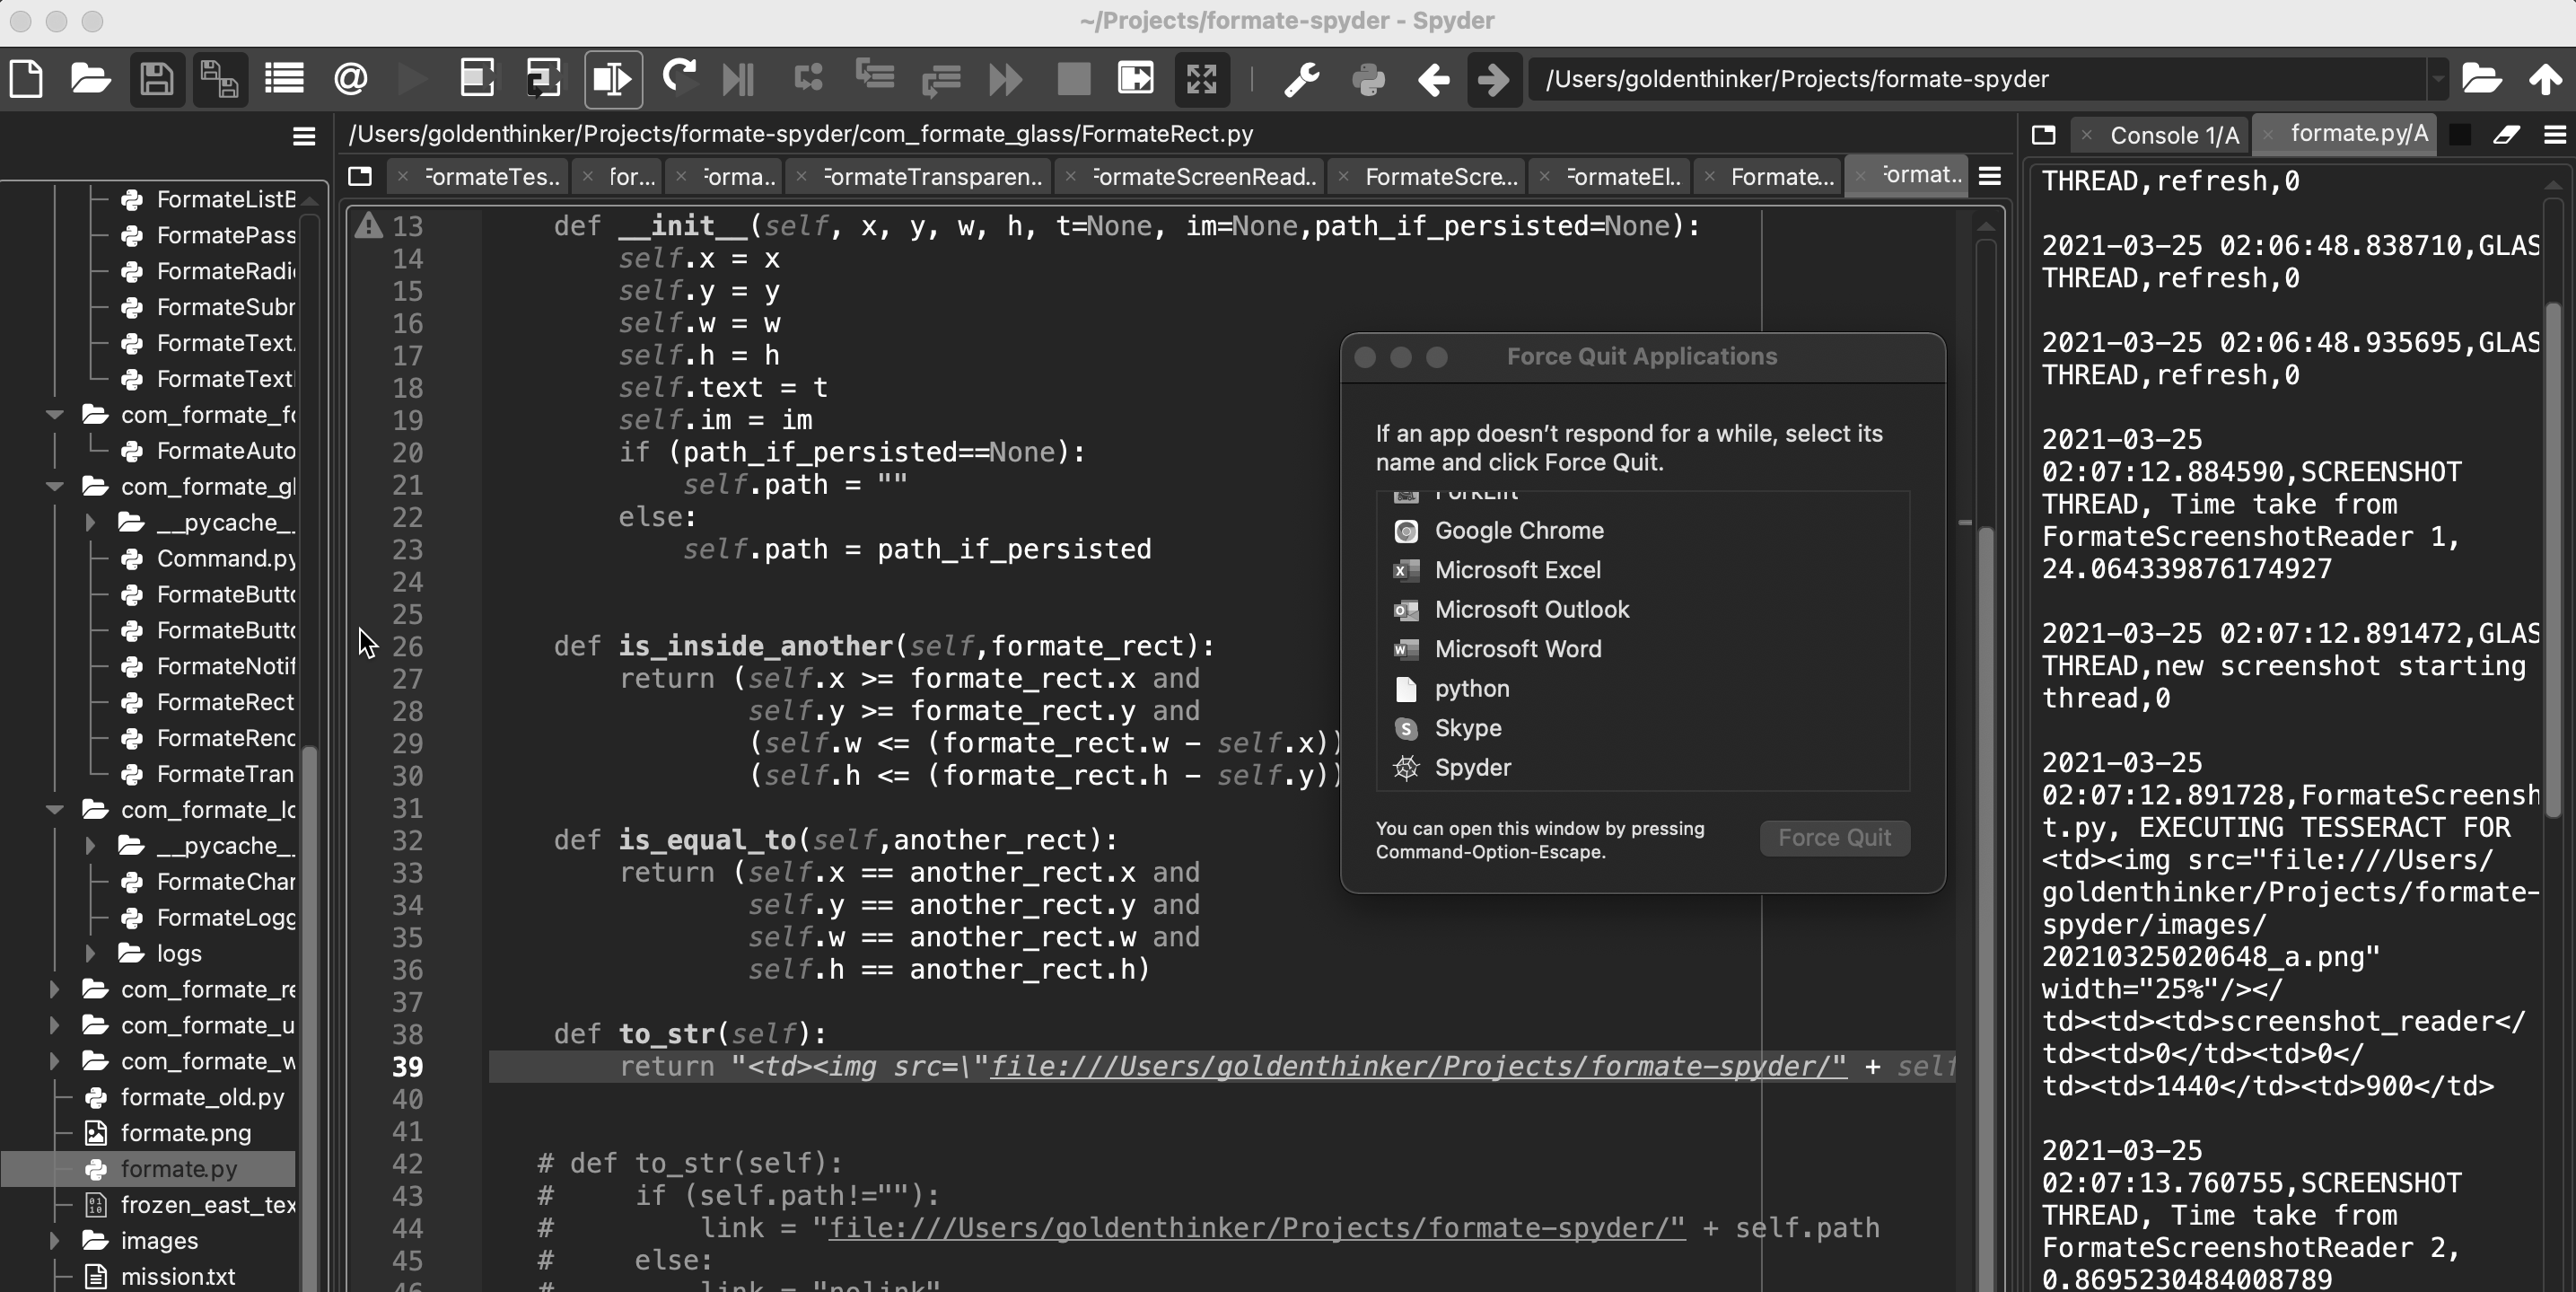 ~/Projects/formate-spyder - Spyder
/Users/goldenthinker/Projects/formate-spyder
/Users/goldenthinker/Projects/formate-spyder/com_formate_glass/FormateRect.py
FormateTes..
for...
Forma..
FormateTransparen..
FormateScreenRead..
FormateScre...
FormateEl..
Formate...
Format..
FormateListB
FormatePass
FormateRadi
FormateSubr
FormateText.
FormateText
com_formate_fo
FormateAuto
com_formate_gl
__pycache__
Command.py
FormateButto
FormateButto
FormateNotif
FormateRect
FormateRend
FormateTran
com_formate_lo
__pycache__
FormateChar
FormateLogg
logs
com_formate_re
com_formate_u
com_formate_w
formate_old.py
formate.png
formate.py
frozen_east_tex
images
mission.txt
13 def __init__(self, x, y, w, h, t=None, im=None,path_if_persisted=None):
14 self.x = x
15 self.y = y
16 self.w = w
17 self.h = h
18 self.text = t
19 self.im = im
20 if (path_if_persisted==None):
21 self.path = ""
22 else:
23 self.path = path_if_persisted
24
25
26 def is_inside_another(self,formate_rect):
27 return (self.x >= formate_rect.x and
28 self.y >= formate_rect.y and
29 (self.w <= (formate_rect.w - self.x))
30 (self.h <= (formate_rect.h - self.y))
31
32 def is_equal_to(self,another_rect):
33 return (self.x == another_rect.x and
34 self.y == another_rect.y and
35 self.w == another_rect.w and
36 self.h == another_rect.h)
37
38 def to_str(self):
39 return "<td><img src=\"file:///Users/goldenthinker/Projects/formate-spyder/" + self
40
41
42 # def to_str(self):
43 # if (self.path!=""):
44 # link = "file:///Users/goldenthinker/Projects/formate-spyder/" + self.path
45 # else:
46 # link = "nolink"
Force Quit Applications
If an app doesn't respond for a while, select its
name and click Force Quit.
ForkLift
Google Chrome
Microsoft Excel
Microsoft Outlook
Microsoft Word
python
Skype
Spyder
You can open this window by pressing
Command-Option-Escape.
Force Quit
Console 1/A
formate.py/A
THREAD,refresh,0
2021-03-25 02:06:48.838710,GLAS
THREAD,refresh,0
2021-03-25 02:06:48.935695,GLAS
THREAD,refresh,0
2021-03-25
02:07:12.884590,SCREENSHOT
THREAD, Time take from
FormateScreenshotReader 1,
24.064339876174927
2021-03-25 02:07:12.891472,GLAS
THREAD,new screenshot starting
thread,0
2021-03-25
02:07:12.891728,FormateScreensh
t.py, EXECUTING TESSERACT FOR
<td><img src="file:///Users/
goldenthinker/Projects/formate-
spyder/images/
20210325020648_a.png"
width="25%"/></
td><td><td>screenshot_reader</
td><td>0</td><td>0</
td><td>1440</td><td>900</td>
2021-03-25
02:07:13.760755,SCREENSHOT
THREAD, Time take from
FormateScreenshotReader 2,
0.8695230484008789